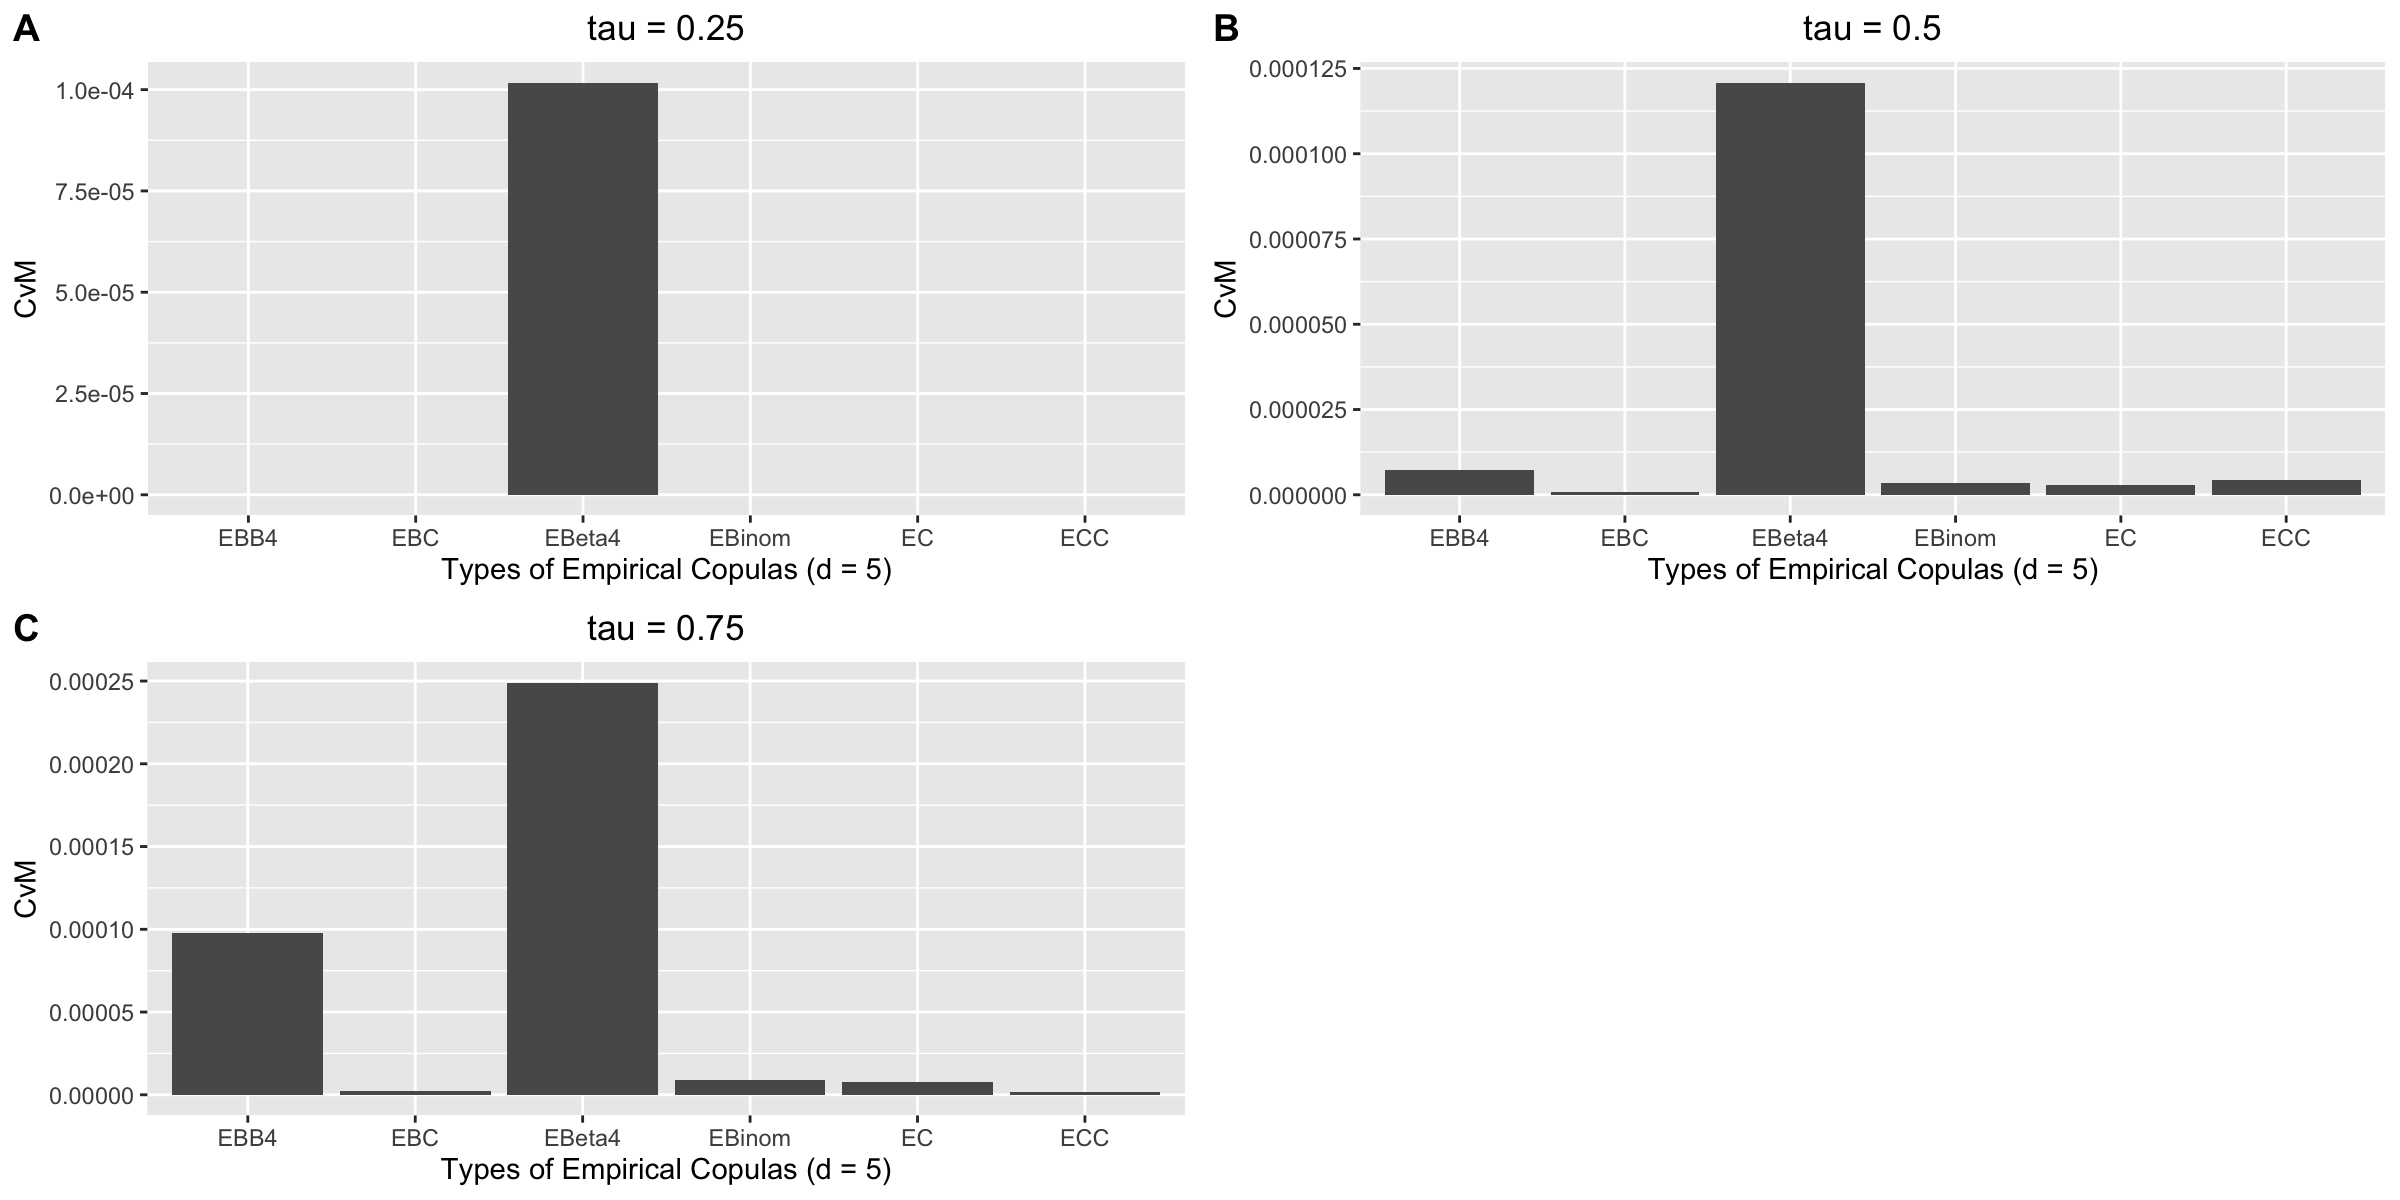 A
tau = 0.25
CvM
1.0e-04
7.5e-05
5.0e-05
2.5e-05
0.0e+00
EBB4 EBC EBeta4 EBinom EC ECC
Types of Empirical Copulas (d = 5)
B
tau = 0.5
CvM
0.000125
0.000100
0.000075
0.000050
0.000025
0.000000
EBB4 EBC EBeta4 EBinom EC ECC
Types of Empirical Copulas (d = 5)
C
tau = 0.75
CvM
0.00025
0.00020
0.00015
0.00010
0.00005
0.00000
EBB4 EBC EBeta4 EBinom EC ECC
Types of Empirical Copulas (d = 5)